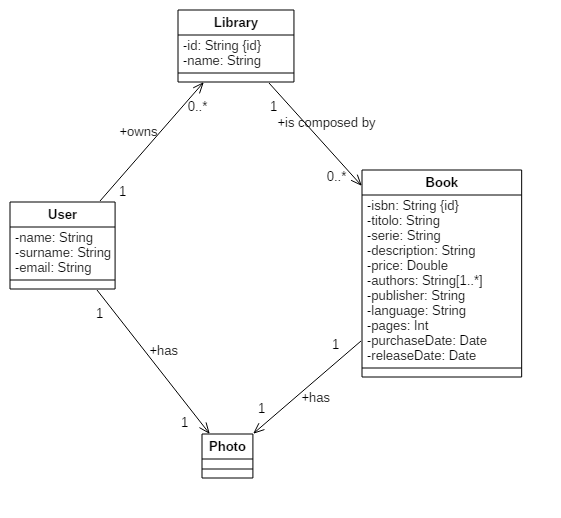 Library
-id: String {id}
-name: String
0..*
1
+is composed by
+owns
0..*
1
Book
-isbn: String {id}
-titolo: String
-serie: String
-description: String
-price: Double
-authors: String[1..*]
-publisher: String
-language: String
-pages: Int
-purchaseDate: Date
-releaseDate: Date
User
-name: String
-surname: String
-email: String
1
+has
1
1
+has
1
Photo